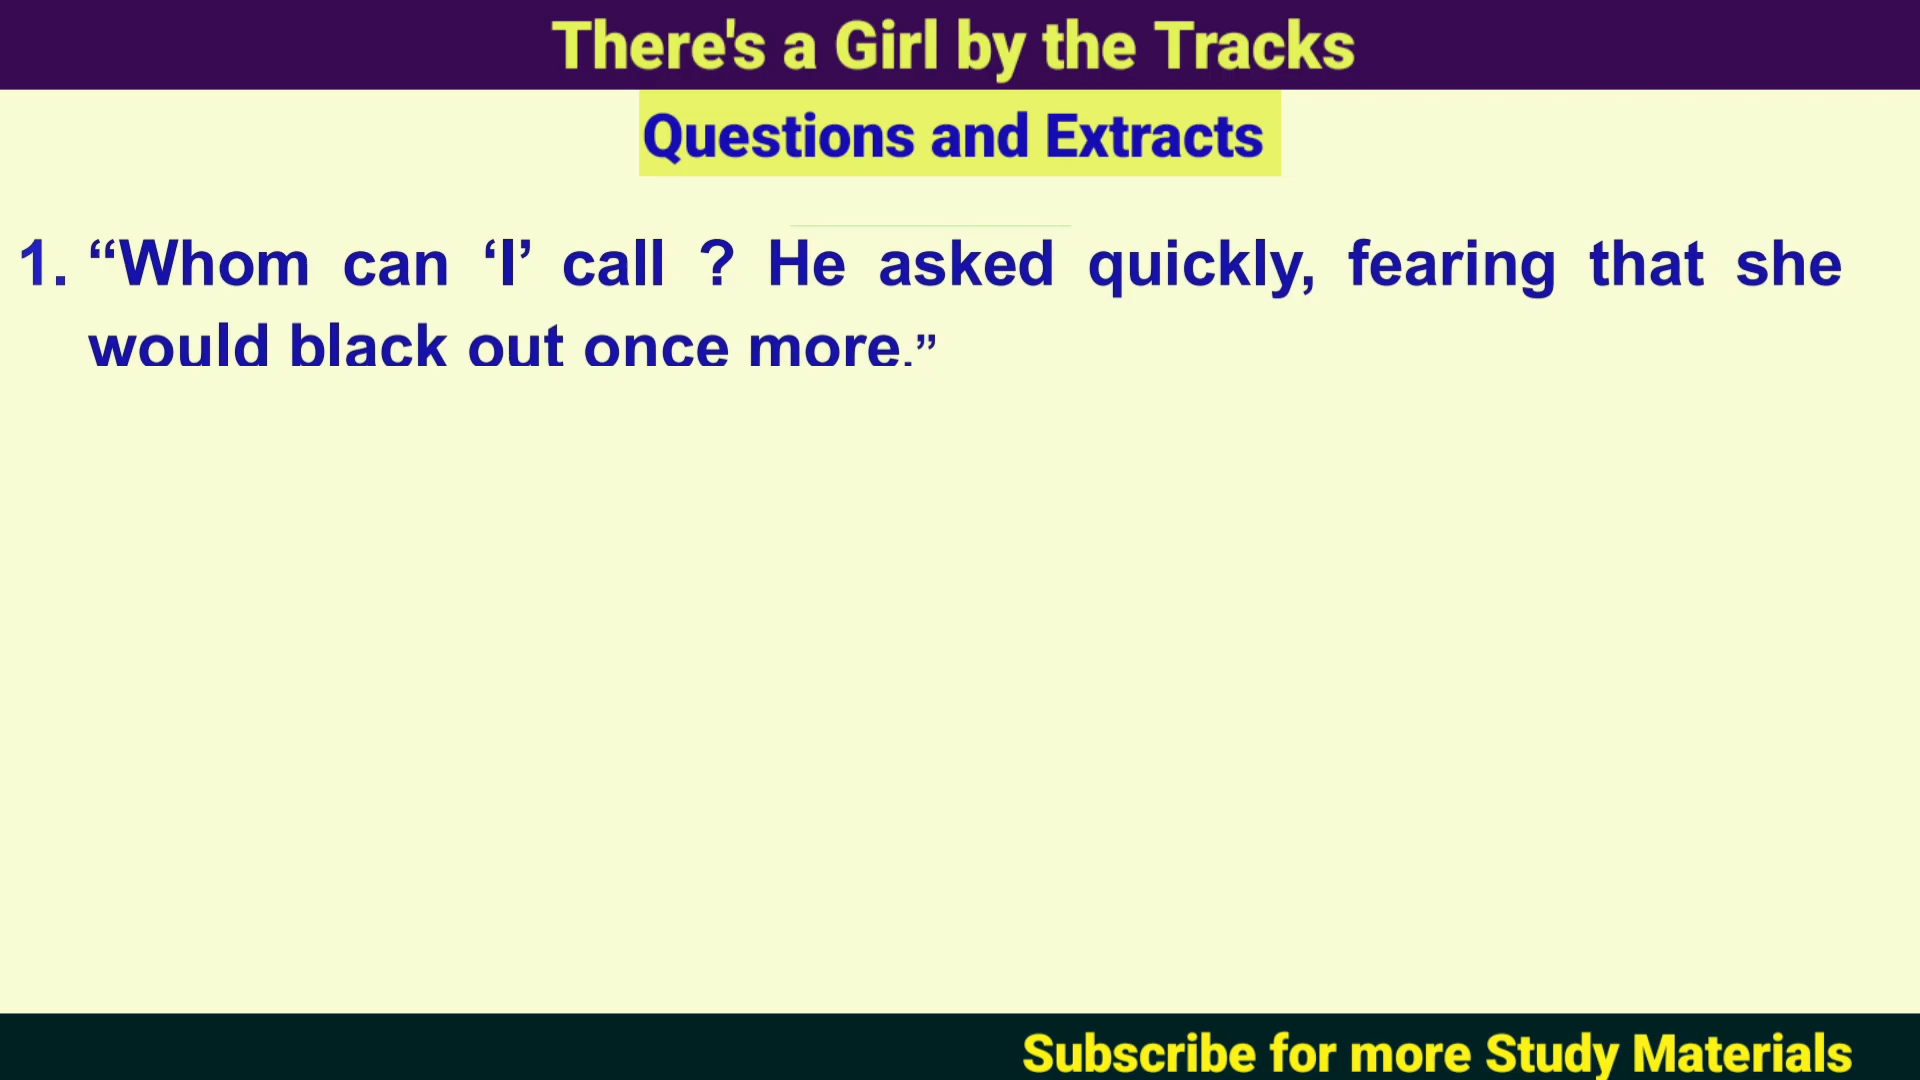 There's a Girl by the Tracks
Questions and Extracts
1. “Whom can ‘I’ call ? He asked quickly, fearing that she
would black out once more.”
Subscribe for more Study Materials